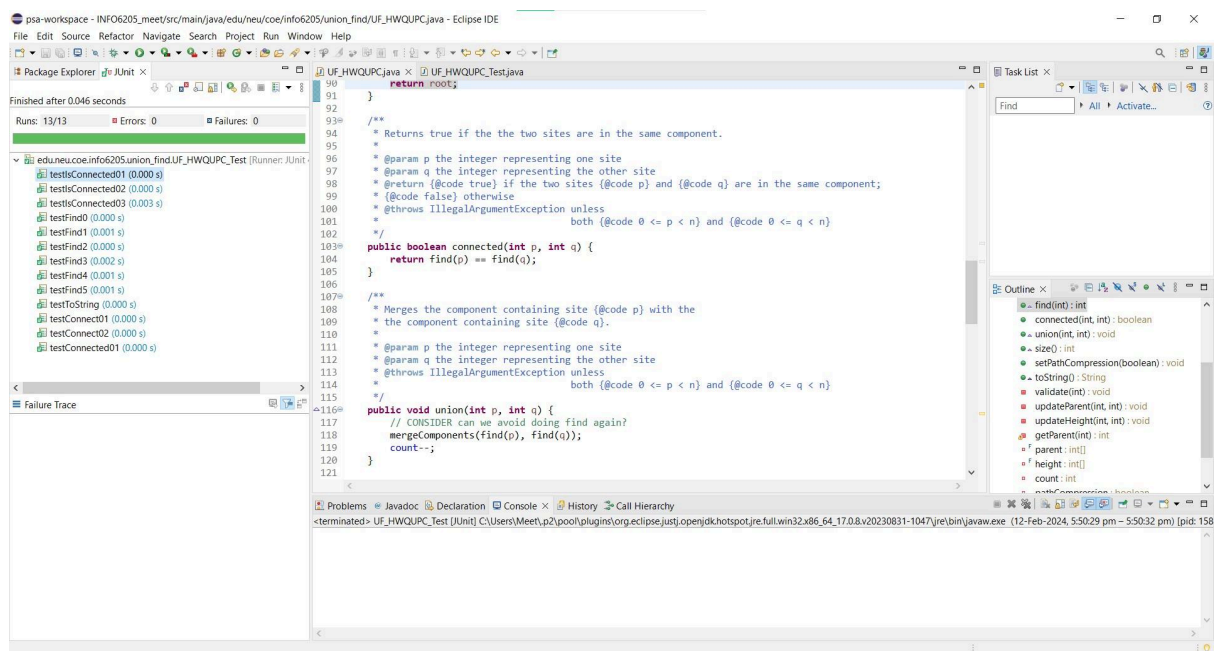 psa-workspace - INFO6205_meet/src/main/java/edu/neu/coe/info6205/union_find/UF_HWQUPC.java - Eclipse IDE
File Edit Source Refactor Navigate Search Project Run Window Help
Package Explorer JUnit
Finished after 0.046 seconds
Runs: 13/13 Errors: 0 Failures: 0
edu.neu.coe.info6205.union_find.UF_HWQUPC_Test [Runner: JUnit
testIsConnected01 (0.000 s)
testIsConnected02 (0.000 s)
testIsConnected03 (0.003 s)
testFind0 (0.000 s)
testFind1 (0.001 s)
testFind2 (0.000 s)
testFind3 (0.002 s)
testFind4 (0.001 s)
testFind5 (0.001 s)
testToString (0.000 s)
testConnect01 (0.000 s)
testConnect02 (0.000 s)
testConnected01 (0.000 s)
Failure Trace
UF_HWQUPC.java UF_HWQUPC_Test.java
90 return root;
91 }
92
93 /**
94 * Returns true if the the two sites are in the same component.
95 *
96 * @param p the integer representing one site
97 * @param q the integer representing the other site
98 * @return {@code true} if the two sites {@code p} and {@code q} are in the same component;
99 * {@code false} otherwise
100 * @throws IllegalArgumentException unless
101 * both {@code 0 <= p < n} and {@code 0 <= q < n}
102 */
103 public boolean connected(int p, int q) {
104 return find(p) == find(q);
105 }
106
107 /**
108 * Merges the component containing site {@code p} with the
109 * the component containing site {@code q}.
110 *
111 * @param p the integer representing one site
112 * @param q the integer representing the other site
113 * @throws IllegalArgumentException unless
114 * both {@code 0 <= p < n} and {@code 0 <= q < n}
115 */
116 public void union(int p, int q) {
117 // CONSIDER can we avoid doing find again?
118 mergeComponents(find(p), find(q));
119 count--;
120 }
121
Task List
Find All Activate...
Outline
find(int) : int
connected(int, int) : boolean
union(int, int) : void
size() : int
setPathCompression(boolean) : void
toString() : String
validate(int) : void
updateParent(int, int) : void
updateHeight(int, int) : void
getParent(int) : int
parent : int[]
height : int[]
count : int
pathCompression : boolean
Problems Javadoc Declaration Console History Call Hierarchy
<terminated> UF_HWQUPC_Test [JUnit] C:\Users\Meet\.p2\pool\plugins\org.eclipse.justj.openjdk.hotspot.jre.full.win32.x86_64_17.0.8.v20230831-1047\jre\bin\javaw.exe (12-Feb-2024, 5:50:29 pm – 5:50:32 pm) [pid: 158